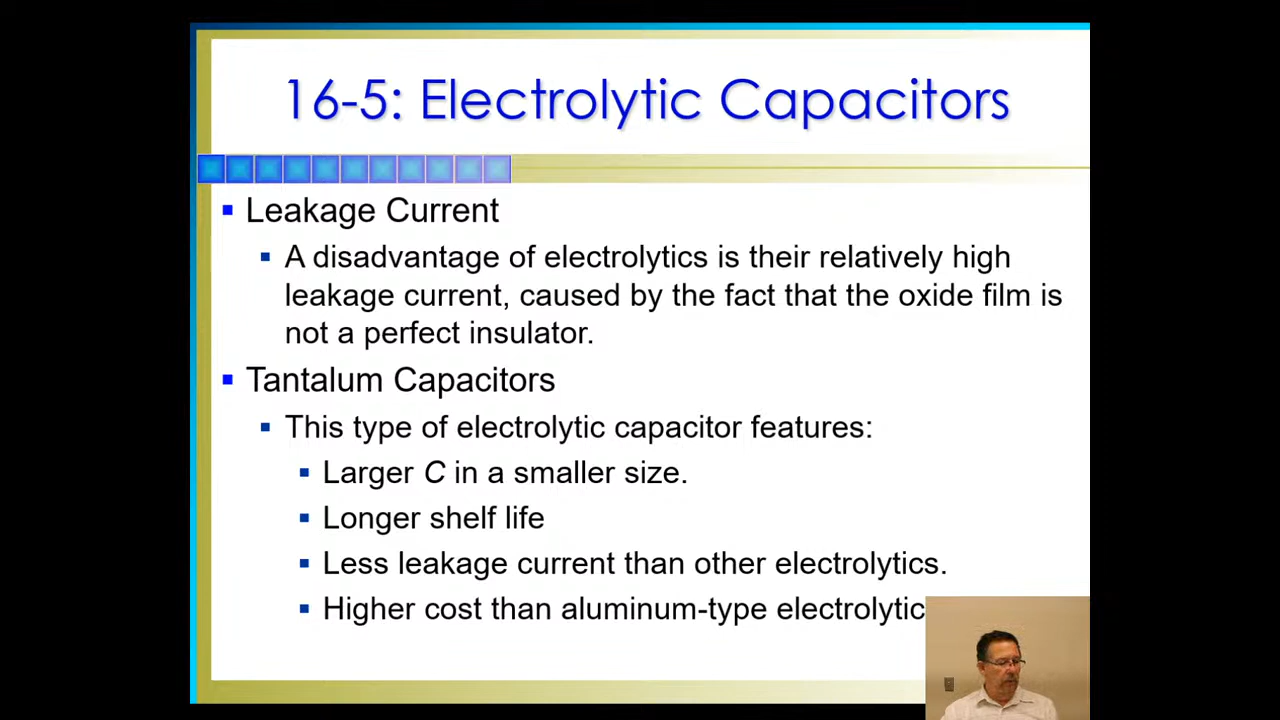 16-5: Electrolytic Capacitors
Leakage Current
A disadvantage of electrolytics is their relatively high
leakage current, caused by the fact that the oxide film is
not a perfect insulator.
Tantalum Capacitors
This type of electrolytic capacitor features:
Larger C in a smaller size.
Longer shelf life
Less leakage current than other electrolytics.
Higher cost than aluminum-type electrolytic